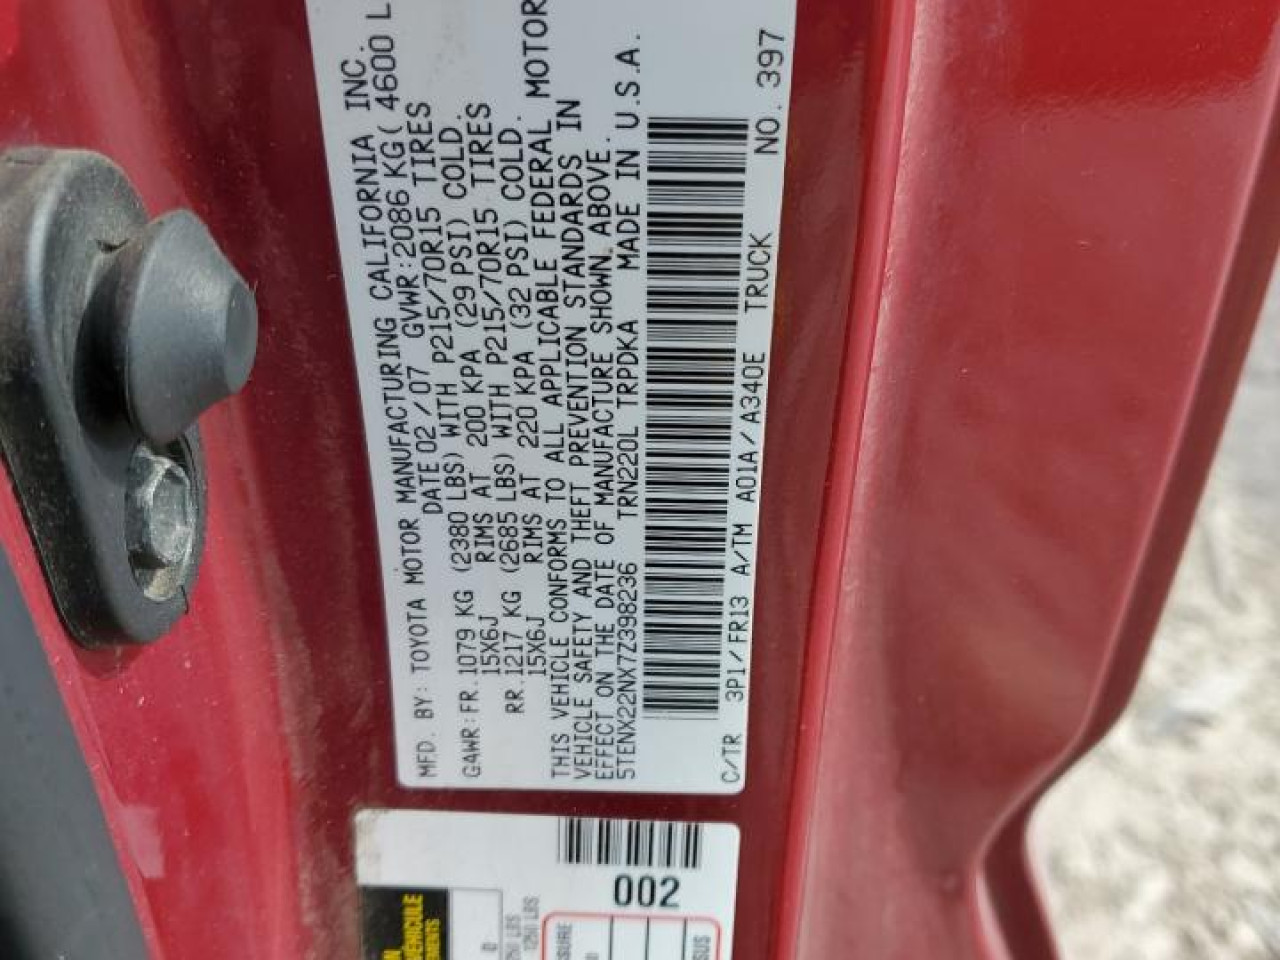 MFD. BY: TOYOTA MOTOR MANUFACTURING CALIFORNIA INC.
DATE 02/07 GVWR:2086 KG( 4600 L
GAWR:FR.1079 KG (2380 LBS) WITH P215/70R15 TIRES
15X6J RIMS AT 200 KPA (29 PSI) COLD.
RR.1217 KG (2685 LBS) WITH P215/70R15 TIRES
15X6J RIMS AT 220 KPA (32 PSI) COLD.
THIS VEHICLE CONFORMS TO ALL APPLICABLE FEDERAL MOTOR
VEHICLE SAFETY AND THEFT PREVENTION STANDARDS IN
EFFECT ON THE DATE OF MANUFACTURE SHOWN ABOVE.
5TENX22NX7Z398236 TRN220L TRPDKA MADE IN U.S.A.
C/TR 3P1/FR13 A/TM A01A/A340E TRUCK NO.397
002